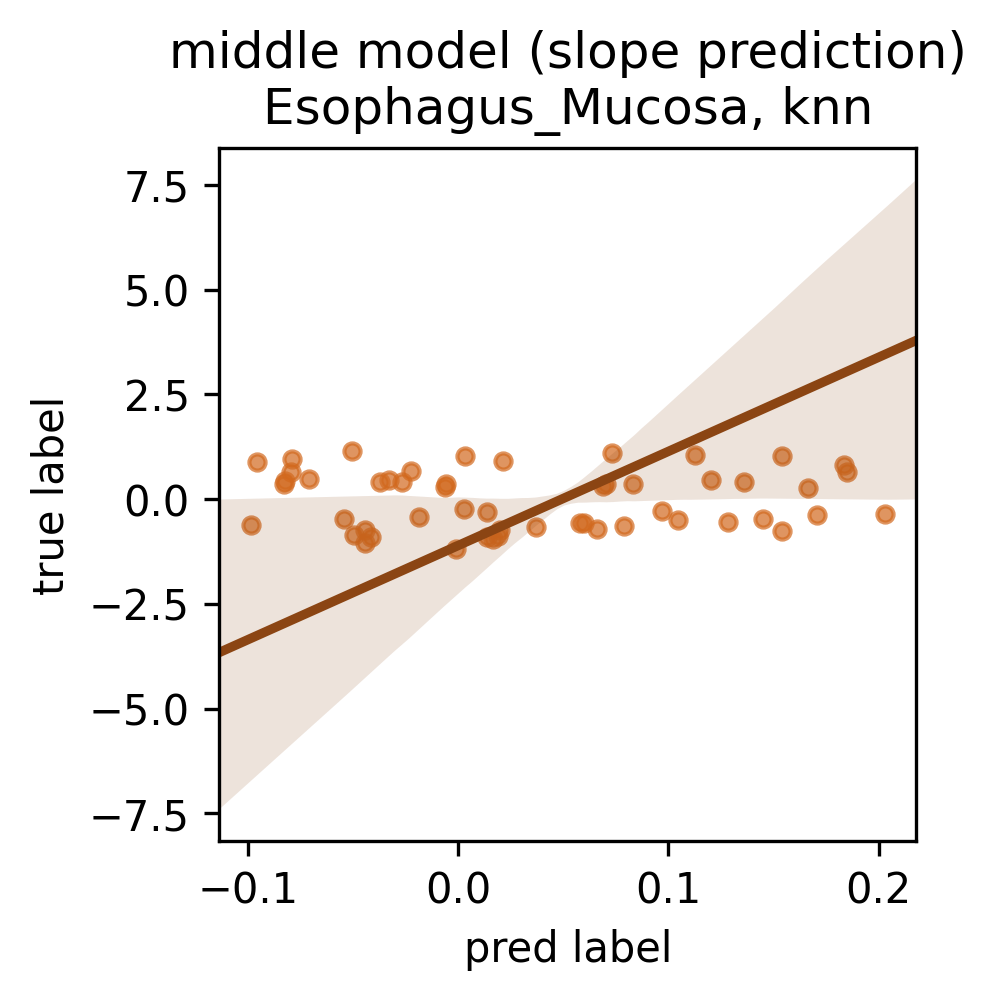 middle model (slope prediction)
Esophagus_Mucosa, knn
7.5
5.0
2.5
0.0
−2.5
−5.0
−7.5
true label
−0.1
0.0
0.1
0.2
pred label